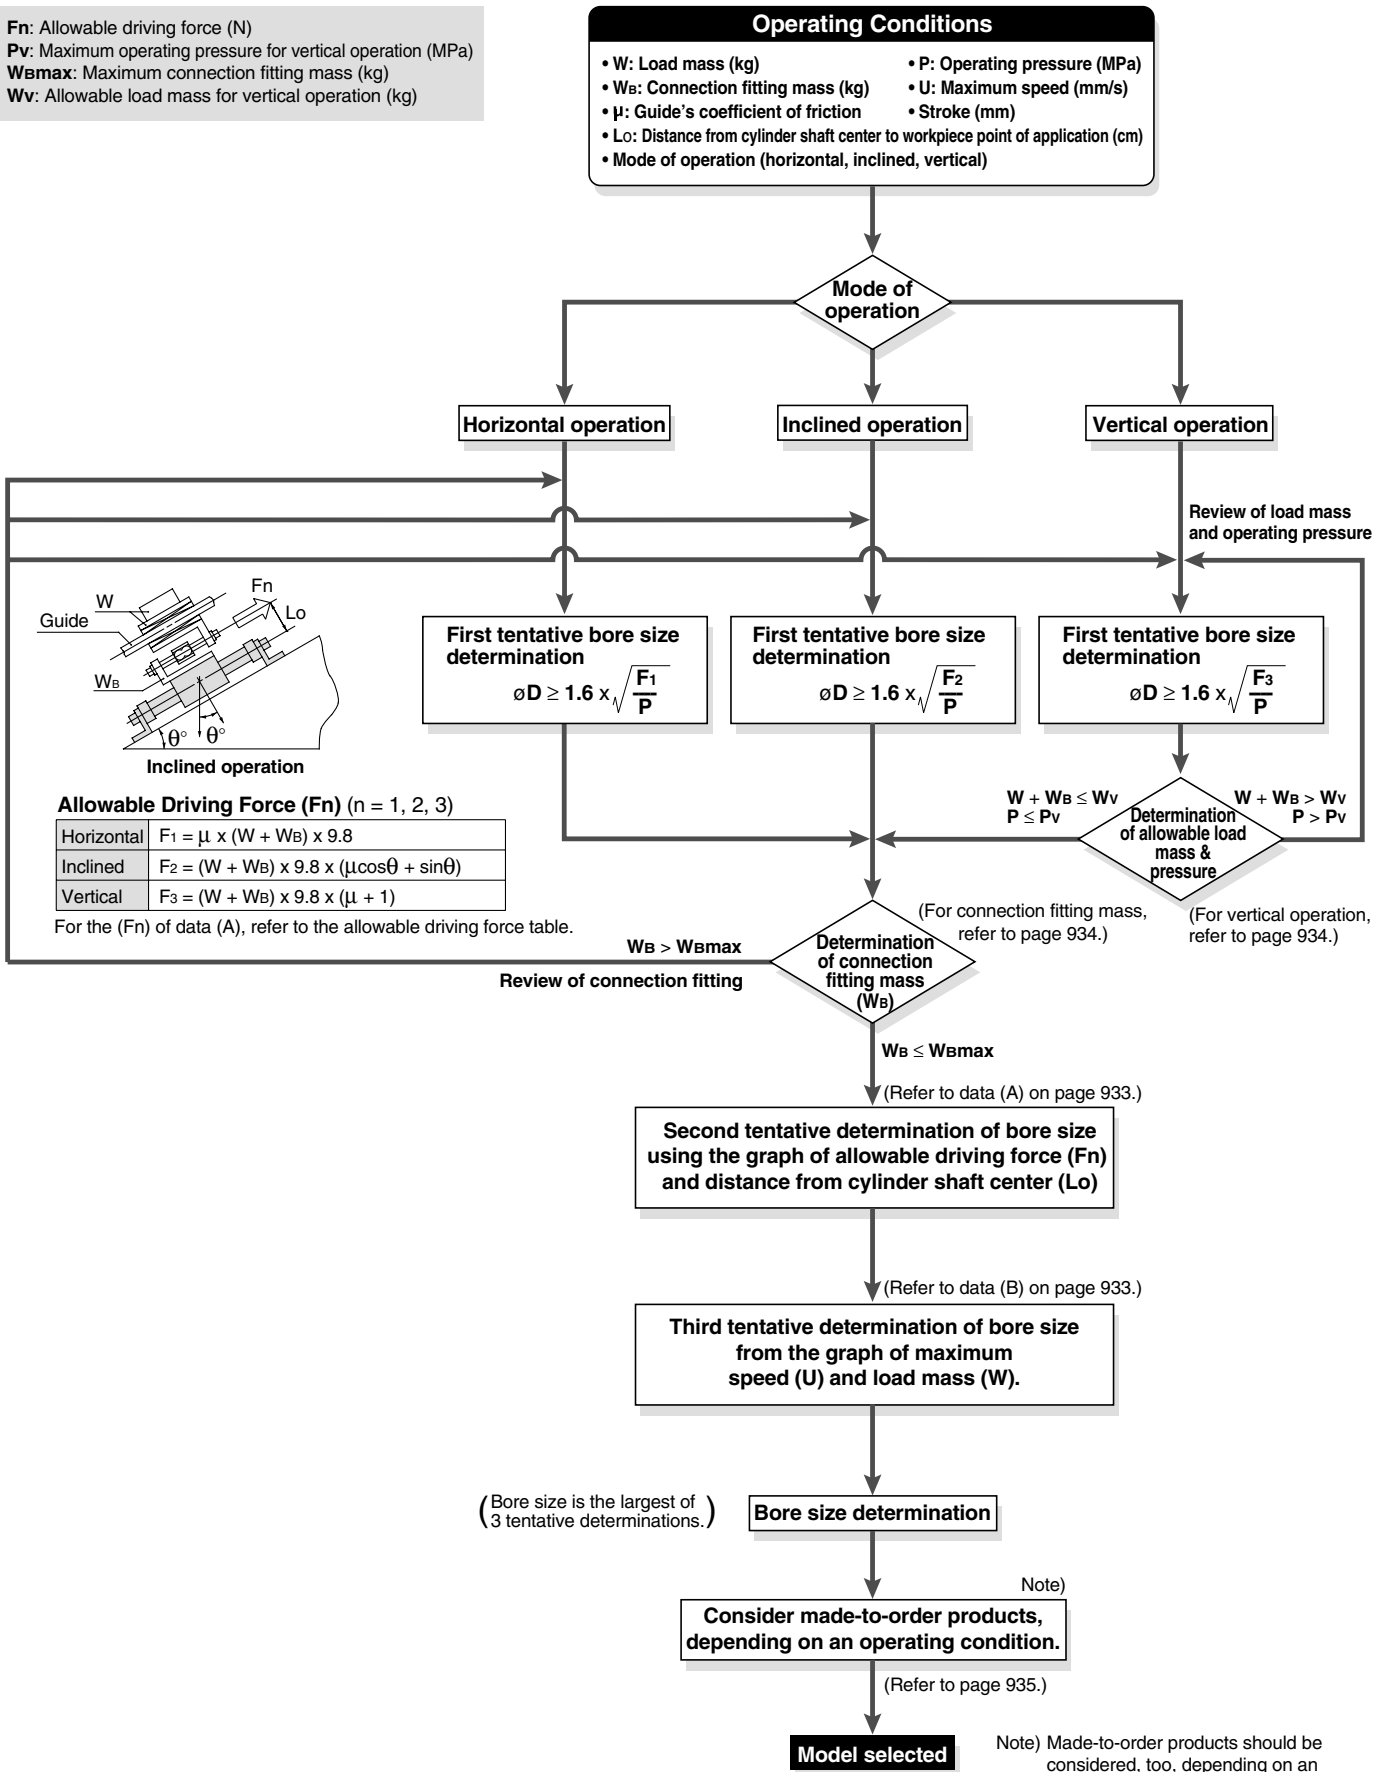 Fn: Allowable driving force (N)
Pv: Maximum operating pressure for vertical operation (MPa)
WBmax: Maximum connection fitting mass (kg)
Wv: Allowable load mass for vertical operation (kg)
Operating Conditions
• W: Load mass (kg)
• P: Operating pressure (MPa)
• WB: Connection fitting mass (kg)
• U: Maximum speed (mm/s)
• μ: Guide's coefficient of friction
• Stroke (mm)
• Lo: Distance from cylinder shaft center to workpiece point of application (cm)
• Mode of operation (horizontal, inclined, vertical)
Mode of
operation
Horizontal operation
Inclined operation
Vertical operation
Review of load mass
and operating pressure
Fn
W
Lo
Guide
WB
θ°
θ°
Inclined operation
First tentative bore size
determination
øD ≥ 1.6 x √F1/P
First tentative bore size
determination
øD ≥ 1.6 x √F2/P
First tentative bore size
determination
øD ≥ 1.6 x √F3/P
W + WB ≤ Wv
P ≤ Pv
Determination
of allowable load
mass &
pressure
W + WB > Wv
P > Pv
Allowable Driving Force (Fn) (n = 1, 2, 3)
Horizontal F1 = μ x (W + WB) x 9.8
Inclined F2 = (W + WB) x 9.8 x (μcosθ + sinθ)
Vertical F3 = (W + WB) x 9.8 x (μ + 1)
For the (Fn) of data (A), refer to the allowable driving force table.
(For connection fitting mass,
refer to page 934.)
(For vertical operation,
refer to page 934.)
WB > WBmax
Review of connection fitting
Determination
of connection
fitting mass
(WB)
WB ≤ WBmax
(Refer to data (A) on page 933.)
Second tentative determination of bore size
using the graph of allowable driving force (Fn)
and distance from cylinder shaft center (Lo)
(Refer to data (B) on page 933.)
Third tentative determination of bore size
from the graph of maximum
speed (U) and load mass (W).
(Bore size is the largest of
3 tentative determinations.)
Bore size determination
Note)
Consider made-to-order products,
depending on an operating condition.
(Refer to page 935.)
Model selected
Note) Made-to-order products should be
considered, too, depending on an